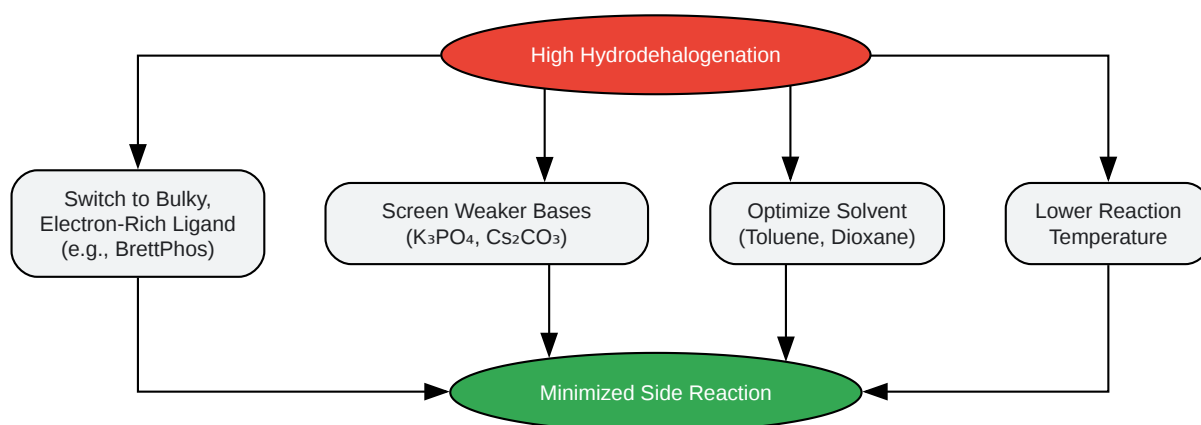 High Hydrodehalogenation
Switch to Bulky,
Electron-Rich Ligand
(e.g., BrettPhos)
Screen Weaker Bases
(K₃PO₄, Cs₂CO₃)
Optimize Solvent
(Toluene, Dioxane)
Lower Reaction
Temperature
Minimized Side Reaction